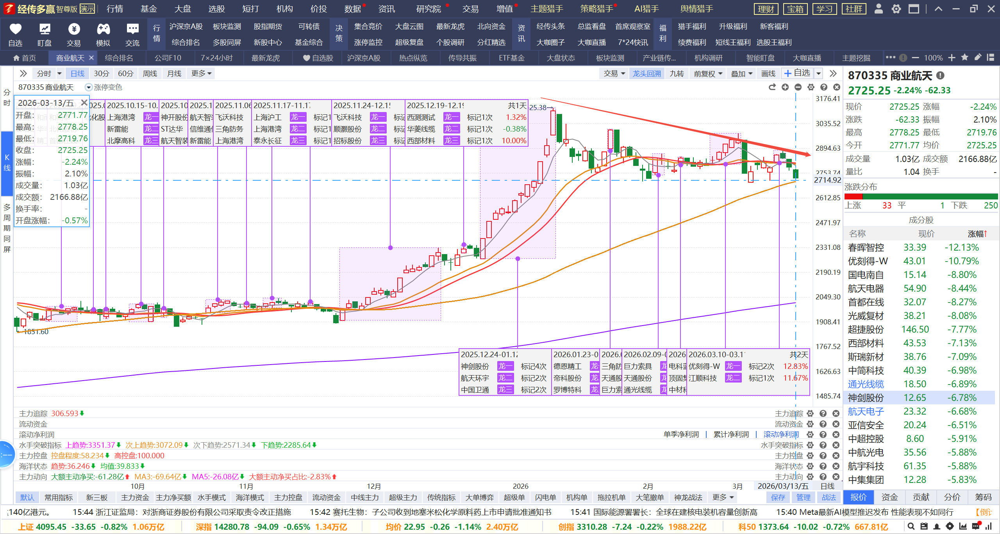 经传多赢 智尊版 演示 行情 基金 大盘 选股 短打 机构 价投 数据 资讯 研究院 交易 增值 主题猎手 策略猎手 AI猎手 舆情猎手 理财 宝箱 学习 社群
自选 盯盘 交易 模拟 交流
行情 沪深京A股 板块监测 股指期货 可转债 决策 集合竞价 大盘云图 最新龙虎 北向资金 资讯 经传头条 总监看盘 首席观察室 福利 猎手福利 升级福利 新客福利
综合排名 多股同屏 新股中心 基金综合 涨停监控 超级复盘 个股调研 分红精选 大咖圈子 大咖直播 7*24快讯 续费福利 短线王福利 选股王福利
首页 商业航天 综合排名 公司F10 7×24小时 最新龙虎 自选股 沪深京A股 热点纵览 传导共振 ETF基金 大盘状态 板块监测 产业链传... 机构调研 智能盯盘 大咖直播 主题挖掘 100%
分时 日线 30分 60分 周线 月线 更多 交易 龙头回溯 九转 前复权 叠加 画线 自选
870335 商业航天 涨停变色
分时
K线
多周期同屏
2026-03-13/五
开盘: 2771.77
最高: 2778.25
最低: 2719.76
收盘: 2725.25
涨幅: -2.24%
振幅: 2.10%
成交量: 1.03亿
成交额: 2166.88亿
换手率: -
开盘涨幅: -0.57%
2025.10.15-10.
上海港湾 龙一
新雷能 龙二
北摩高科 龙三
2025.10
神开股份
ST达华
航天智装
2025.1
航天智装
信维通信
新雷能
2025.11.06
飞沃科技
三角防务
上海港湾
2025.11.17-11.17
上海沪工 龙一 标记1
上海港湾 龙二 标记1
泰永长征 龙三 标记1
2025.11.24-12.15
飞沃科技 龙一 标记
顺灏股份 龙二 标记
招标股份 龙三 标记
2025.12.19-12.19 共1天
西测测试 龙一 标记1次 1.32%
华菱线缆 龙二 标记1次 -0.38%
西部材料 龙三 标记1次 10.00%
25.38
1851.60
2025.12.24-01.12
神剑股份 龙一 标记4次
航天环宇 龙二 标记2次
中国卫通 龙三 标记2次
2026.01.23-0
德恩精工 龙
帝科股份 龙
罗博特科 龙
2026.
三角防
天通股
巨力索
2026.02.09-0
巨力索具 龙
天通股份 龙
通光线缆 龙
2026
电科蓝
顶固集
中材科
2026.03.10-03.1 共2天
优刻得-W 龙一 标记2次 12.83%
江顺科技 龙二 标记1次 11.67%
3176.41
3035.52
2894.63
2753.74
2714.92
2612.85
2471.97
2331.08
2190.19
2049.30
1908.41
1767.52
1626.63
1485.74
主力追踪 306.593 主力追踪
流动资金 流动资金
滚动净利润 单季净利润 | 累计净利润 | 滚动净利润
水手突破指标 上趋势:3351.37 次上趋势:3072.09 次下趋势:2571.34 下趋势:2285.64 水手突破指标
主力控盘 控盘程度:58.234 高控盘:100.000 主力控盘
海洋状态 趋势:36.246 均值:39.833 海洋状态
主力动向 大额主动净买:-61.28亿 MA3:-69.64亿 MA5:-26.08亿 大额主动净买占比:-2.83% 主力动向
10月 11月 12月 2026 2月 3月 2026/03/13/五 日线
默认 常用指标 新三板 主力资金 主力净买额 水手模式 海洋模式 主力控盘 流动资金 中线主力 超级主力 传统指标 大单博弈 超级单 闪电单 机构单 拖拉机单 大笔撤单 神龙战法 更多 保存 管理 战法
870335 商业航天
2725.25 -2.24% -62.33
现价 2725.25 涨幅 -2.24%
涨跌 -62.33 振幅 2.10%
最高 2778.25 最低 2719.76
今开 2771.77 均价 2725.25
成交量 1.03亿 成交额 2166.88亿
量比 1.04 换手 -
涨跌分布
上涨 33 平 1 下跌 250
成分股
名称 现价 涨幅↑
春晖智控 33.39 -12.13%
优刻得-W 43.01 -10.79%
国电南自 15.14 -8.80%
航天电器 54.90 -8.44%
首都在线 32.07 -8.27%
光威复材 38.21 -8.08%
超捷股份 146.50 -7.77%
西部材料 43.53 -7.13%
斯瑞新材 38.76 -7.09%
中简科技 40.39 -6.98%
通光线缆 18.50 -6.89%
神剑股份 12.65 -6.78%
航天电子 23.32 -6.68%
亚信安全 20.24 -6.51%
中超控股 8.60 -5.91%
中航光电 35.56 -5.88%
航宇科技 61.35 -5.88%
中集集团 12.28 -5.83%
报价 资金 贡献 分价 筹码
140亿港元。 15:44 浙江证监局：对浙商证券股份有限公司采取责令改正措施 15:42 赛托生物：子公司收到地塞米松化学原料药上市申请批准通知书 15:41 国际能源署署长：全球在建核电装机容量创新高 15:40 Meta最新AI模型推迟发布 性能表现不如同行 【倒计
上证 4095.45 -33.65 -0.82% 1.06万亿 深指 14280.78 -94.09 -0.65% 1.34万亿 均价 22.95 -0.26 -1.14% 2.40万亿 创指 3310.28 -7.24 -0.22% 1988.22亿 科50 1373.64 -10.02 -0.72% 667.81亿